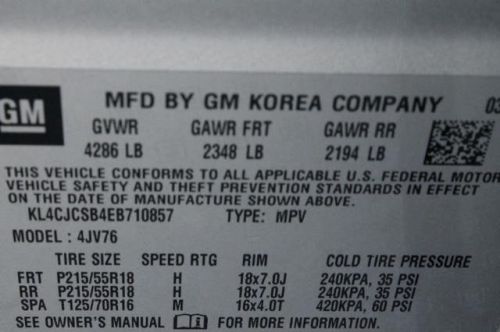 GM MFD BY GM KOREA COMPANY 03
GVWR GAWR FRT GAWR RR
4286 LB 2348 LB 2194 LB
THIS VEHICLE CONFORMS TO ALL APPLICABLE U.S. FEDERAL MOTOR
VEHICLE SAFETY AND THEFT PREVENTION STANDARDS IN EFFECT
ON THE DATE OF MANUFACTURE SHOWN ABOVE.
KL4CJCSB4EB710857 TYPE: MPV
MODEL : 4JV76
TIRE SIZE SPEED RTG RIM COLD TIRE PRESSURE
FRT P215/55R18 H 18x7.0J 240KPA, 35 PSI
RR P215/55R18 H 18x7.0J 240KPA, 35 PSI
SPA T125/70R16 M 16x4.0T 420KPA, 60 PSI
SEE OWNER'S MANUAL FOR MORE INFORMATION.